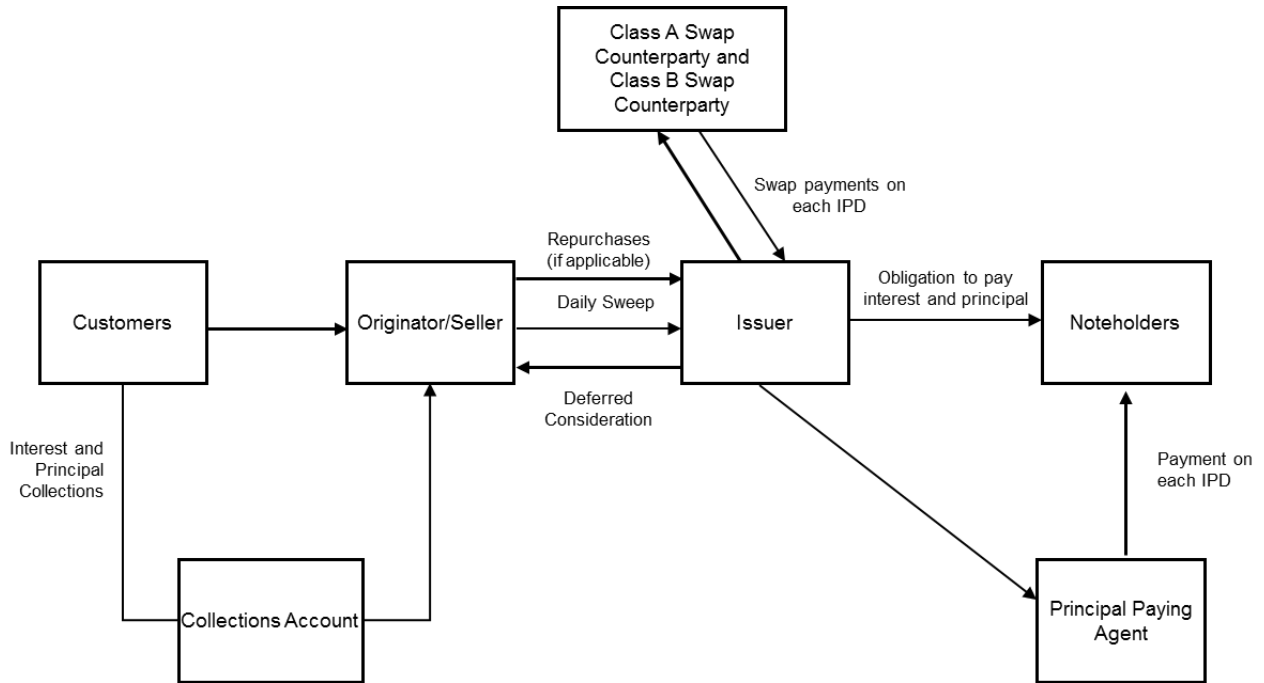 Class A Swap
Counterparty and
Class B Swap
Counterparty
Swap payments on
each IPD
Repurchases
(if applicable)
Obligation to pay
interest and principal
Customers
Originator/Seller
Daily Sweep
Issuer
Noteholders
Deferred
Consideration
Interest and
Principal
Collections
Payment on
each IPD
Collections Account
Principal Paying
Agent